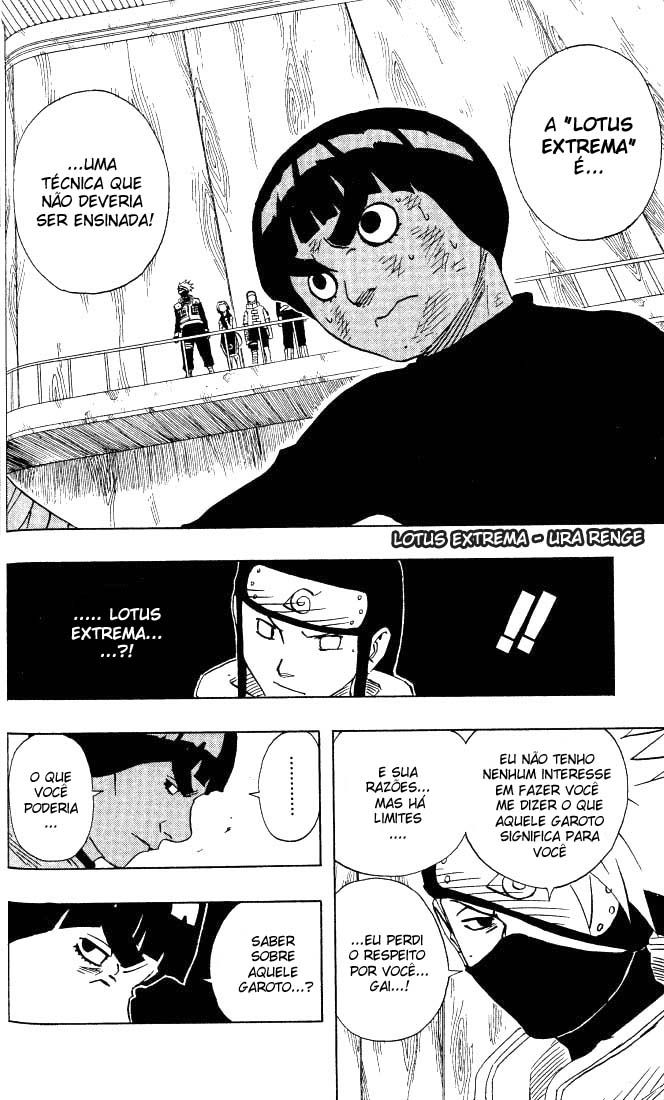 A "LOTUS
EXTREMA"
É...
...UMA
TÉCNICA QUE
NÃO DEVERIA
SER ENSINADA!
LOTUS EXTREMA - URA RENGE
!!
..... LOTUS
EXTREMA...
...?!
EU NÃO TENHO
NENHUM INTERESSE
EM FAZER VOCÊ
ME DIZER O QUE
AQUELE GAROTO
SIGNIFICA PARA
VOCÊ
E SUA
RAZÕES...
MAS HÁ
LIMITES
....
...EU PERDI
O RESPEITO
POR VOCÊ...
GAI...!
........
O QUE
VOCÊ
PODERIA
...
SABER
SOBRE
AQUELE
GAROTO...?